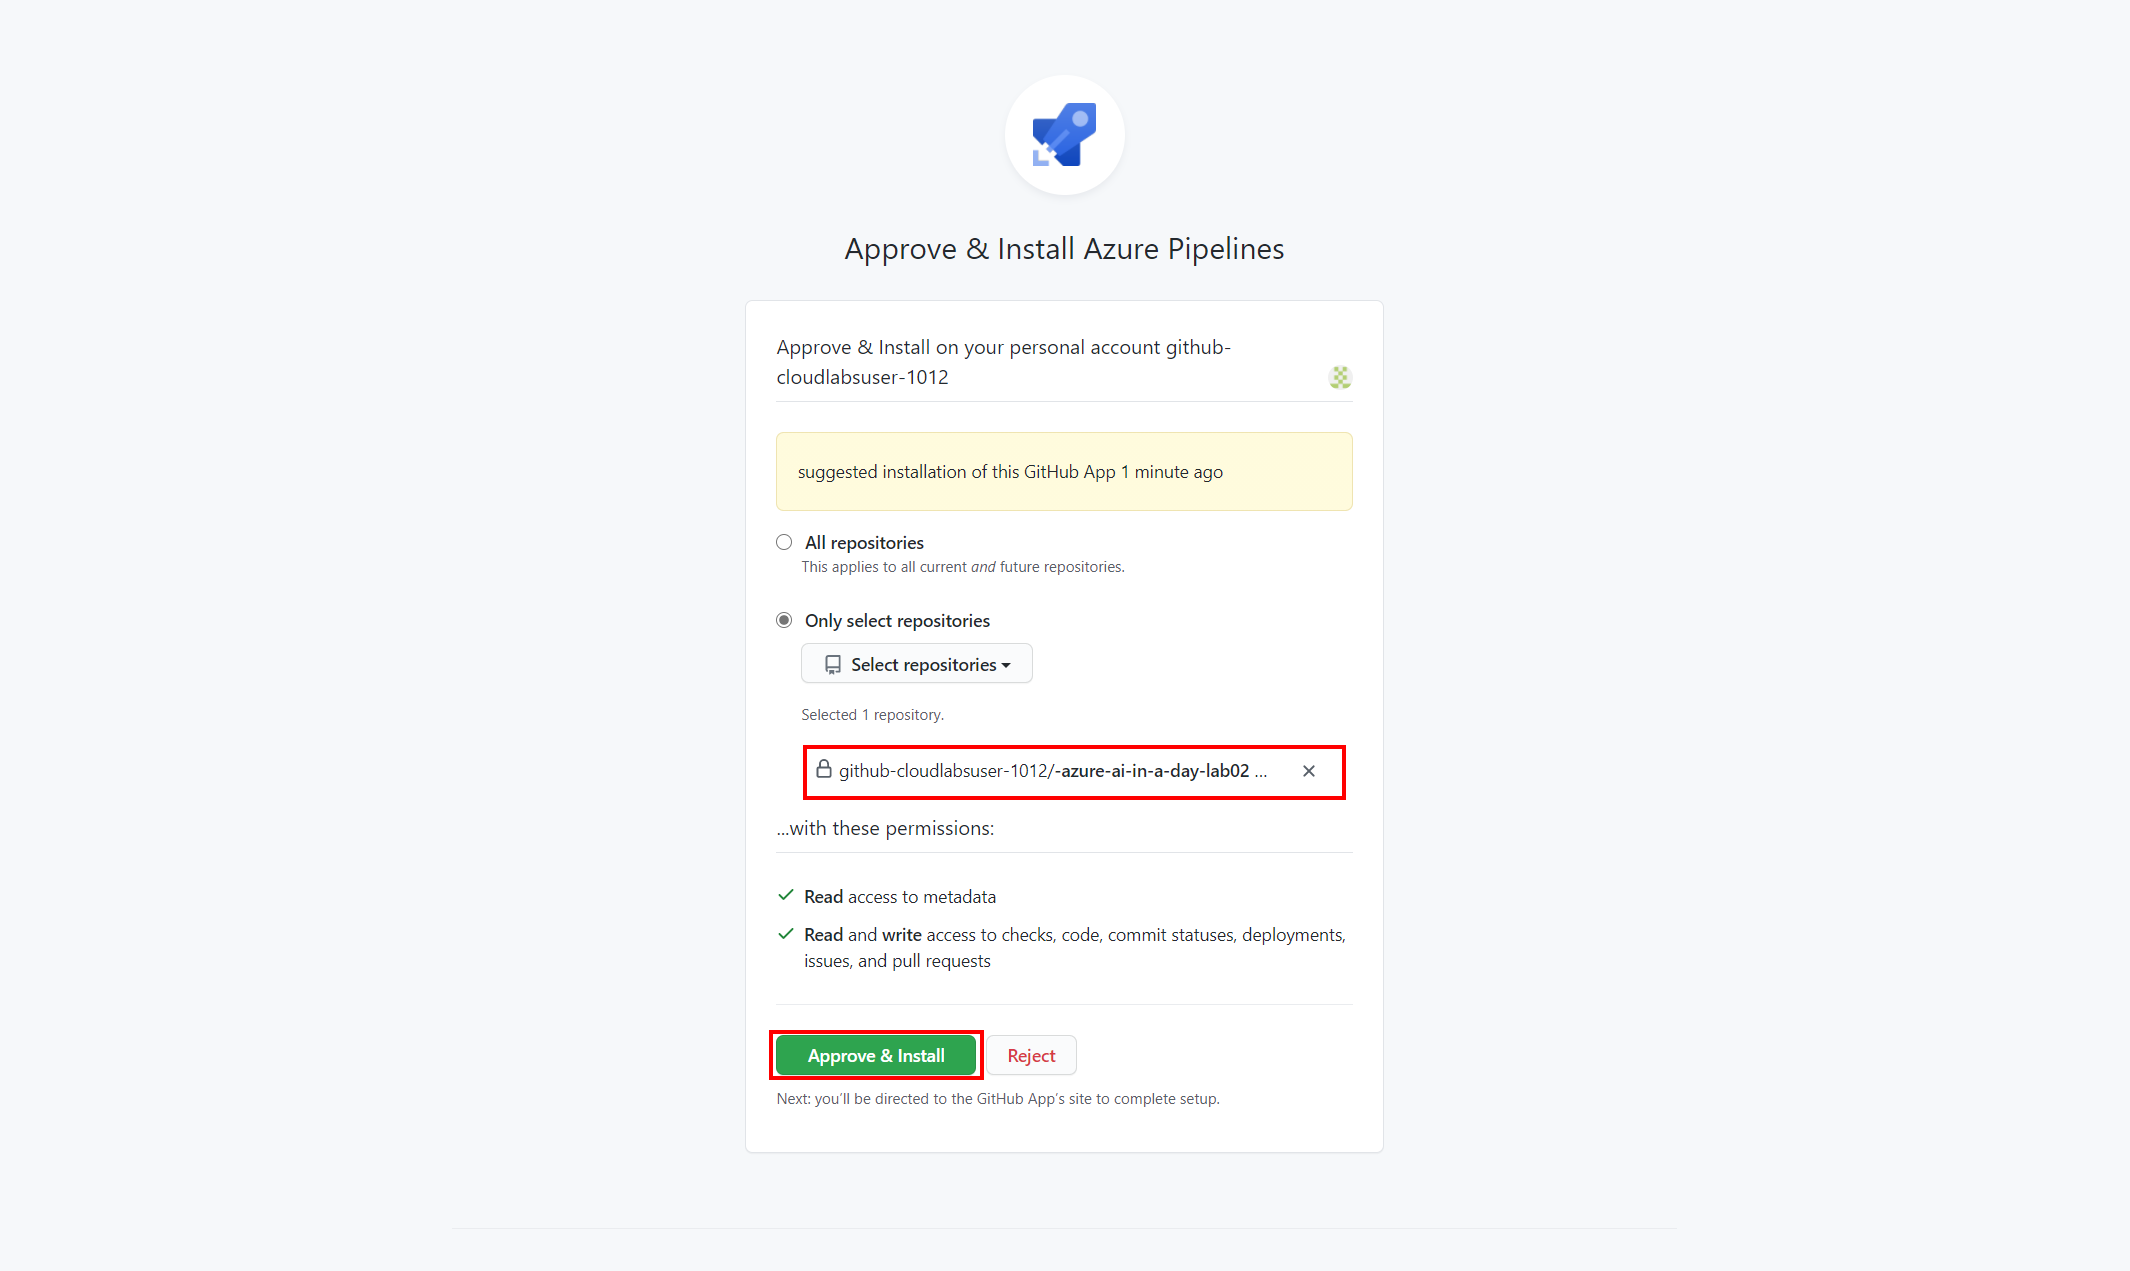 Approve & Install Azure Pipelines
Approve & Install on your personal account github-
cloudlabsuser-1012
suggested installation of this GitHub App 1 minute ago
All repositories
This applies to all current and future repositories.
Only select repositories
Select repositories
Selected 1 repository.
github-cloudlabsuser-1012/-azure-ai-in-a-day-lab02 ...
...with these permissions:
Read access to metadata
Read and write access to checks, code, commit statuses, deployments,
issues, and pull requests
Approve & Install Reject
Next: you'll be directed to the GitHub App's site to complete setup.